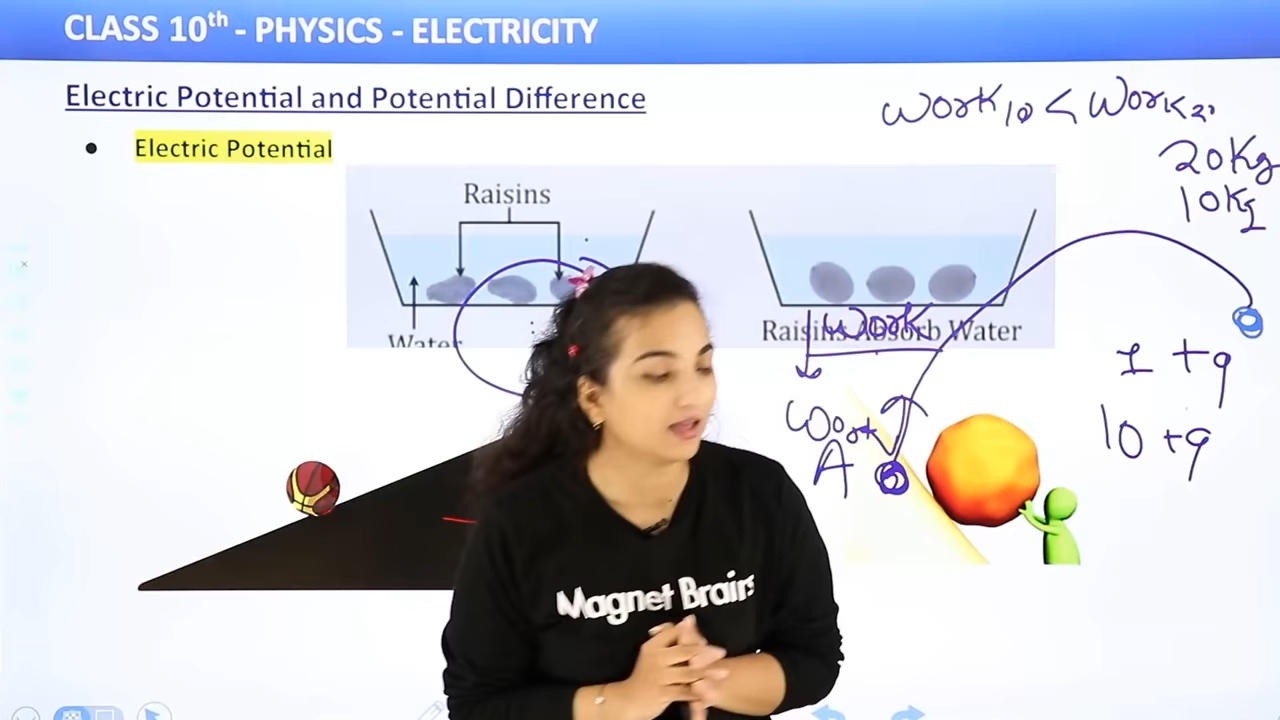 CLASS 10th - PHYSICS - ELECTRICITY
Electric Potential and Potential Difference
• Electric Potential
Work10 < Work20
20Kg
10Kg
Raisins
Water
Raisins Absorb Water
Work
Work
A
1 +q
10 +q
Magnet Brains